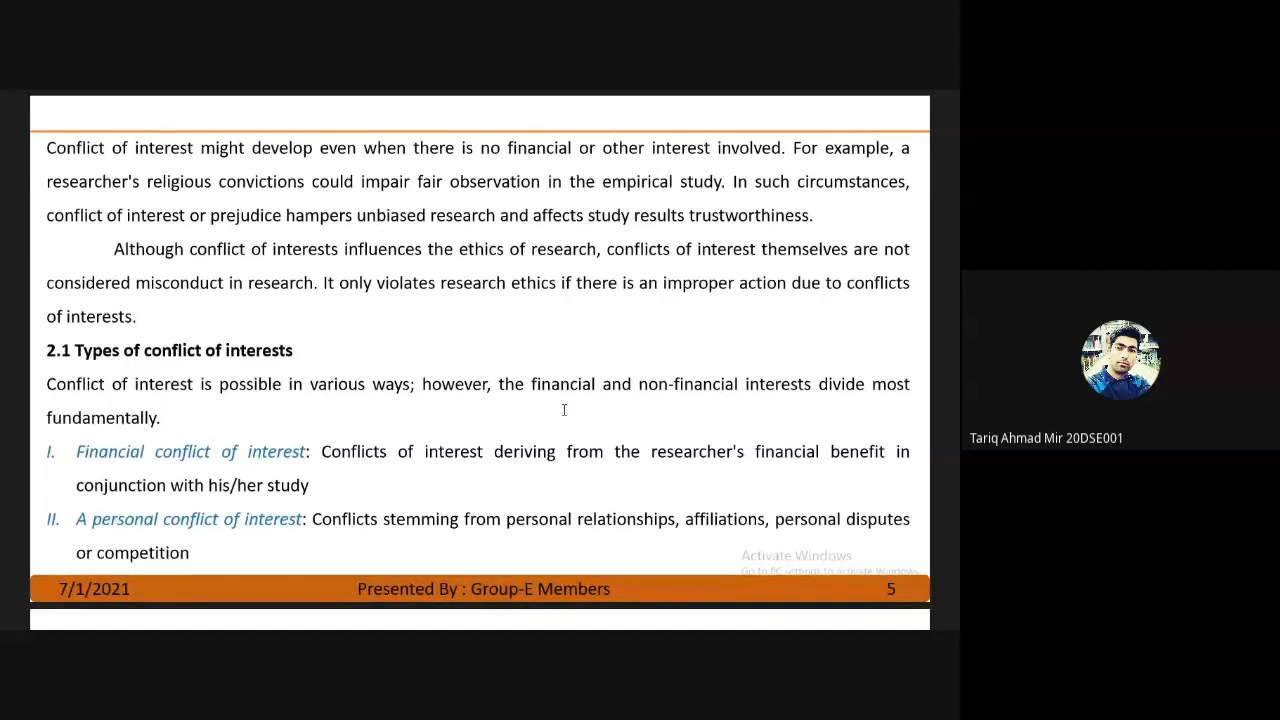 Conflict of interest might develop even when there is no financial or other interest involved. For example, a
researcher's religious convictions could impair fair observation in the empirical study. In such circumstances,
conflict of interest or prejudice hampers unbiased research and affects study results trustworthiness.
Although conflict of interests influences the ethics of research, conflicts of interest themselves are not
considered misconduct in research. It only violates research ethics if there is an improper action due to conflicts
of interests.
2.1 Types of conflict of interests
Conflict of interest is possible in various ways; however, the financial and non-financial interests divide most
fundamentally.
I. Financial conflict of interest: Conflicts of interest deriving from the researcher's financial benefit in
conjunction with his/her study
II. A personal conflict of interest: Conflicts stemming from personal relationships, affiliations, personal disputes
or competition
Activate Windows
Go to PC settings to activate Windows.
7/1/2021 Presented By : Group-E Members 5
Tariq Ahmad Mir 20DSE001